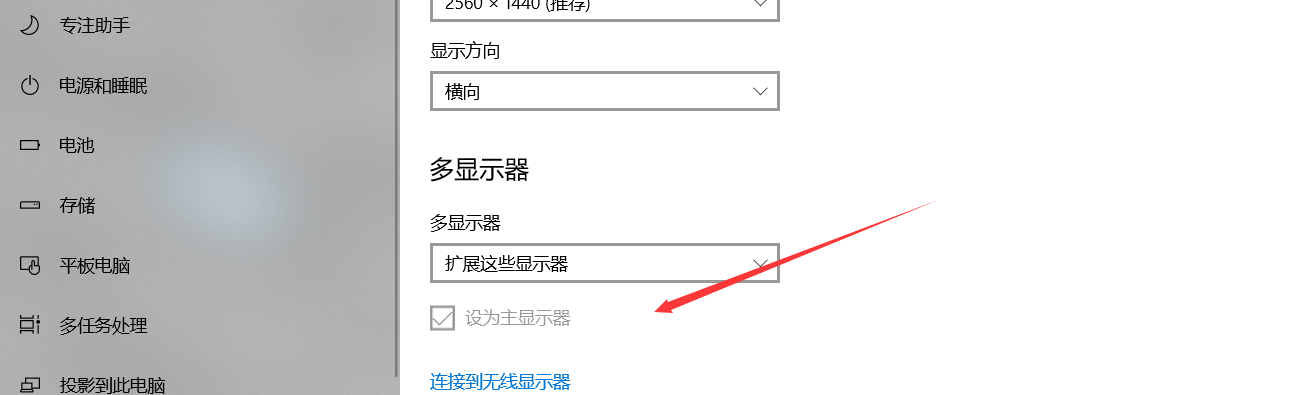 专注助手
电源和睡眠
电池
存储
平板电脑
多任务处理
投影到此电脑
2560 × 1440 (推荐)
显示方向
横向
多显示器
多显示器
扩展这些显示器
设为主显示器
连接到无线显示器